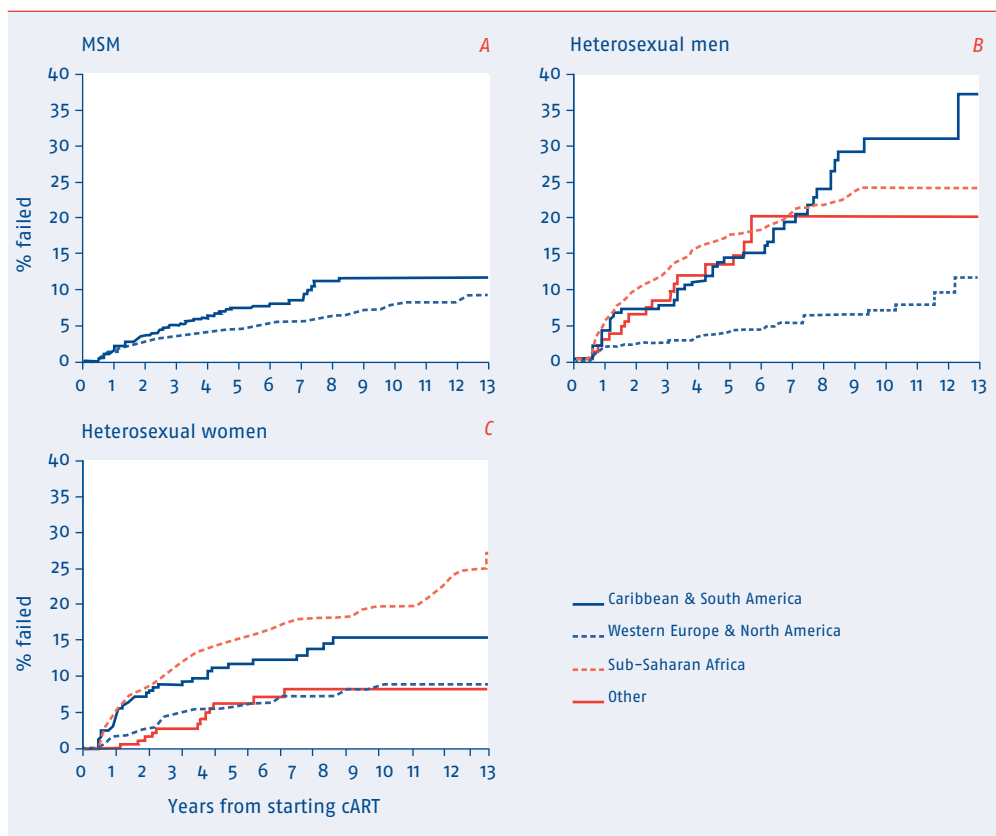 MSM A
% failed
40
35
30
25
20
15
10
5
0
0 1 2 3 4 5 6 7 8 9 10 11 12 13
Heterosexual men B
40
35
30
25
20
15
10
5
0
0 1 2 3 4 5 6 7 8 9 10 11 12 13
Heterosexual women C
% failed
40
35
30
25
20
15
10
5
0
0 1 2 3 4 5 6 7 8 9 10 11 12 13
Years from starting cART
Caribbean & South America
Western Europe & North America
Sub-Saharan Africa
Other